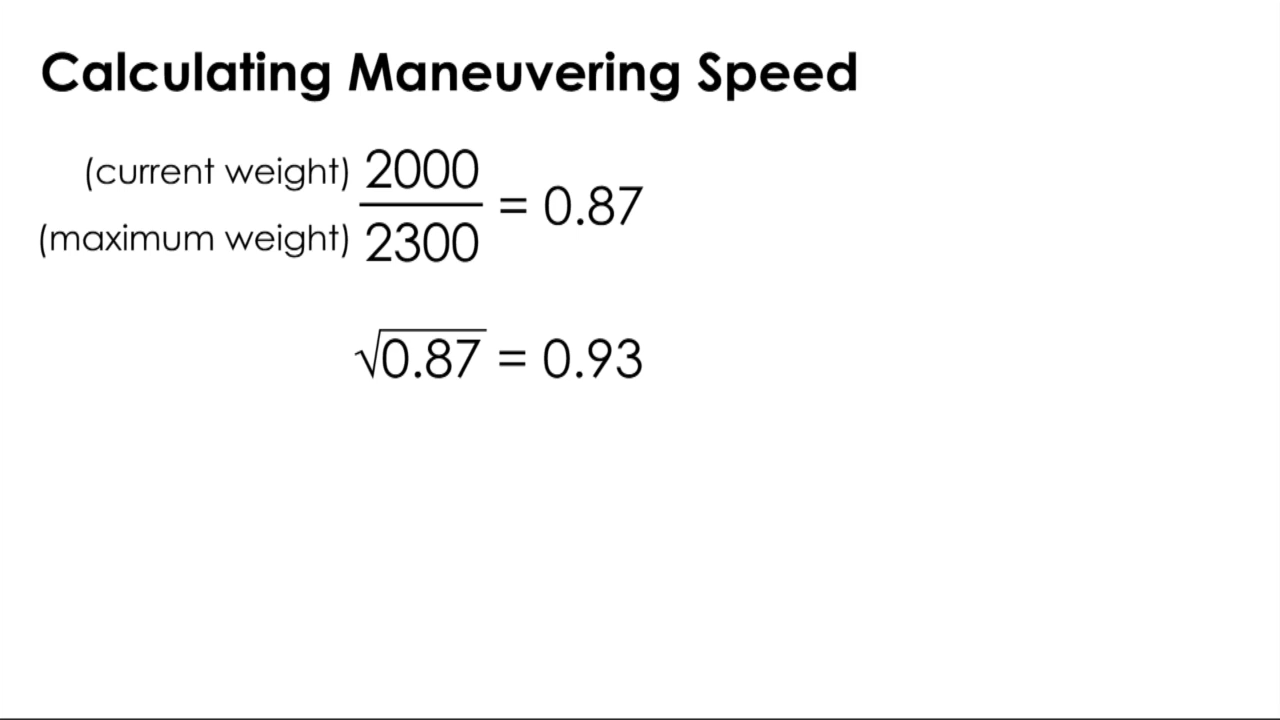 Calculating Maneuvering Speed
(current weight) 2000
(maximum weight) 2300
= 0.87
√0.87 = 0.93